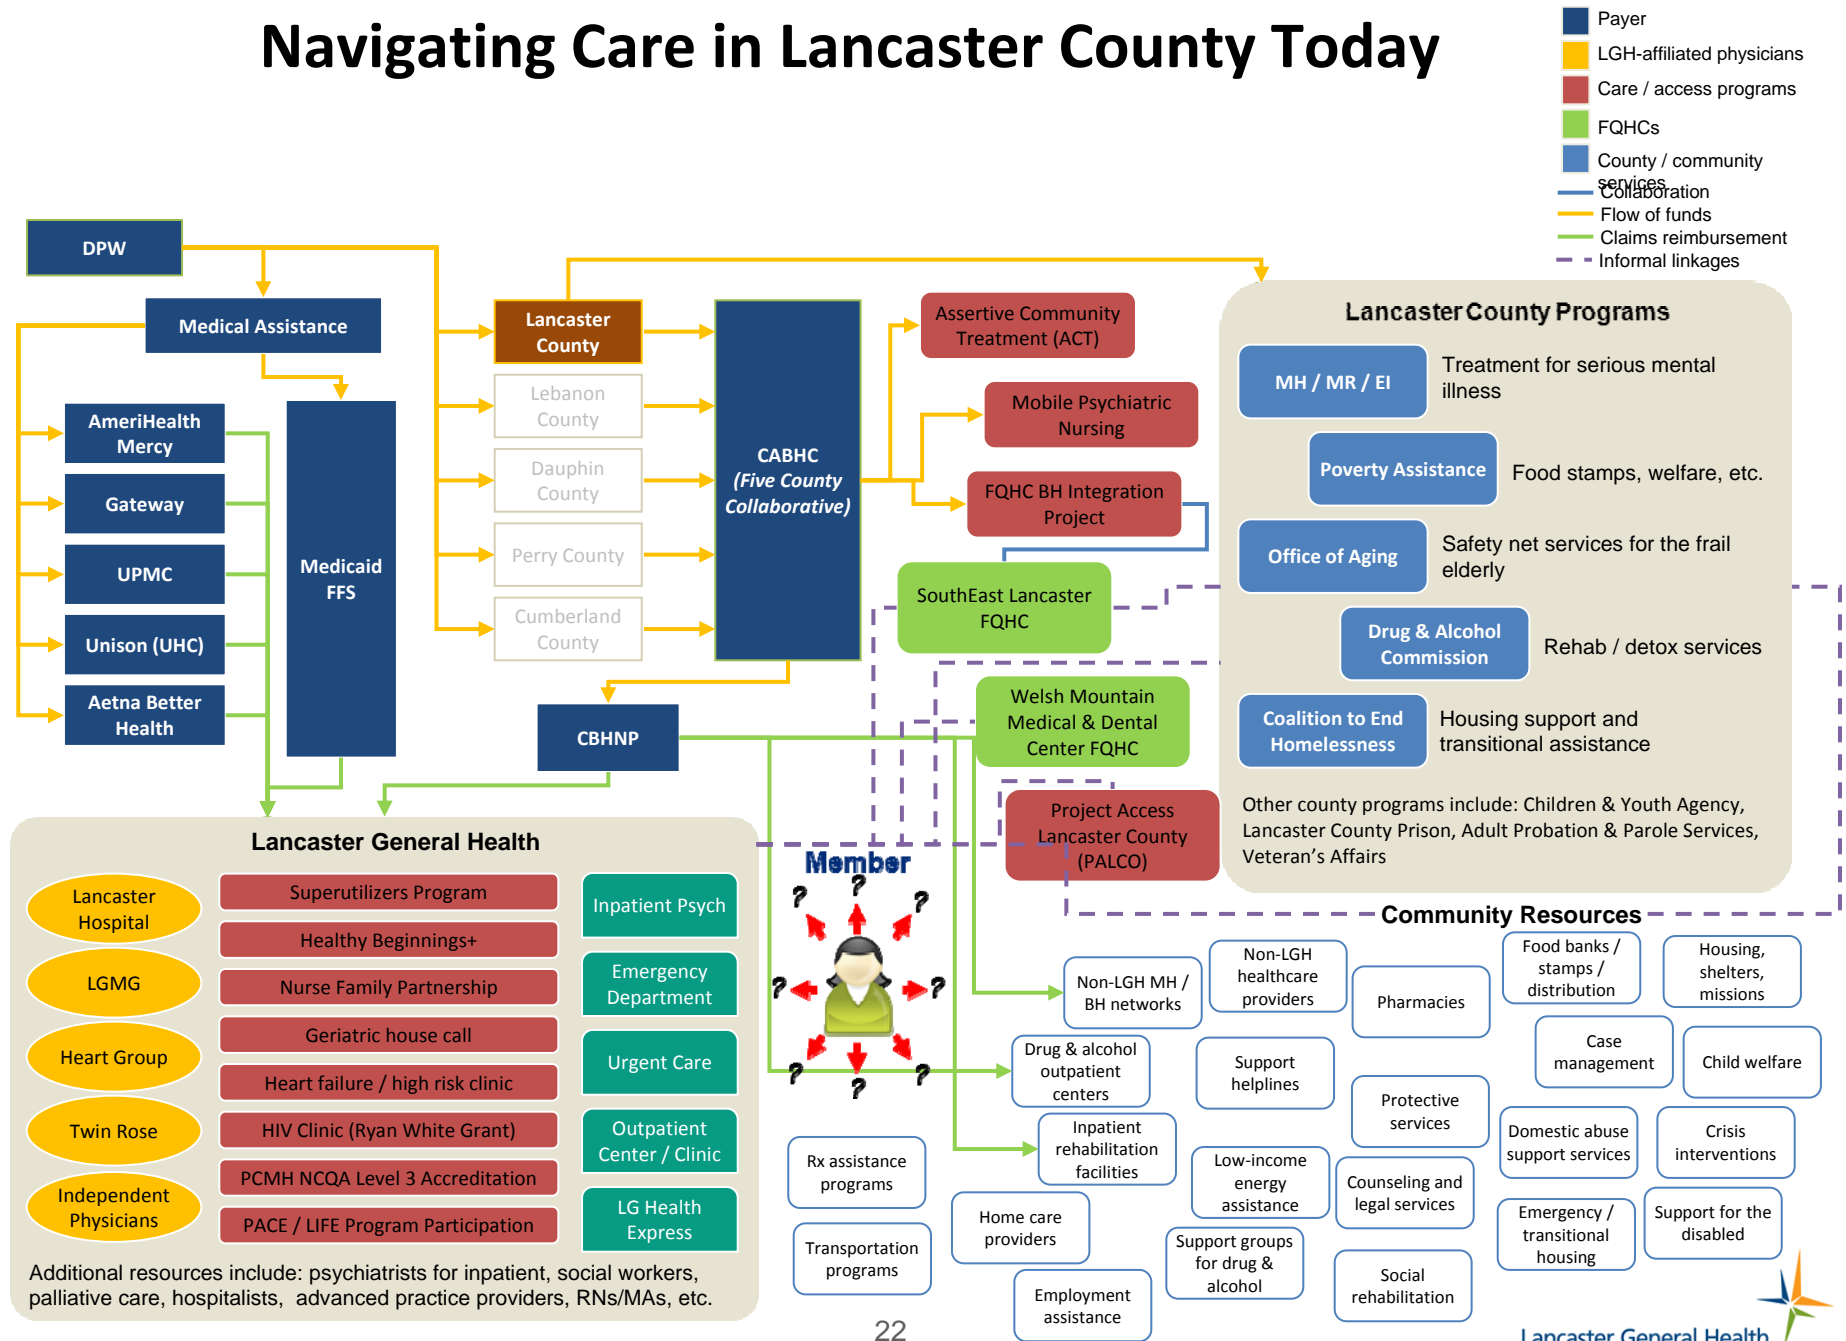 Navigating Care in Lancaster County Today
Payer
LGH-affiliated physicians
Care / access programs
FQHCs
County / community
services
Collaboration
Flow of funds
Claims reimbursement
Informal linkages
DPW
Medical Assistance
AmeriHealth
Mercy
Gateway
UPMC
Unison (UHC)
Aetna Better
Health
Medicaid
FFS
Lancaster
County
Lebanon
County
Dauphin
County
Perry County
Cumberland
County
CABHC
(Five County
Collaborative)
CBHNP
Assertive Community
Treatment (ACT)
Mobile Psychiatric
Nursing
FQHC BH Integration
Project
SouthEast Lancaster
FQHC
Welsh Mountain
Medical & Dental
Center FQHC
Project Access
Lancaster County
(PALCO)
Lancaster County Programs
MH / MR / EI
Treatment for serious mental
illness
Poverty Assistance
Food stamps, welfare, etc.
Office of Aging
Safety net services for the frail
elderly
Drug & Alcohol
Commission
Rehab / detox services
Coalition to End
Homelessness
Housing support and
transitional assistance
Other county programs include: Children & Youth Agency,
Lancaster County Prison, Adult Probation & Parole Services,
Veteran's Affairs
Lancaster General Health
Lancaster
Hospital
LGMG
Heart Group
Twin Rose
Independent
Physicians
Superutilizers Program
Healthy Beginnings+
Nurse Family Partnership
Geriatric house call
Heart failure / high risk clinic
HIV Clinic (Ryan White Grant)
PCMH NCQA Level 3 Accreditation
PACE / LIFE Program Participation
Inpatient Psych
Emergency
Department
Urgent Care
Outpatient
Center / Clinic
LG Health
Express
Additional resources include: psychiatrists for inpatient, social workers,
palliative care, hospitalists, advanced practice providers, RNs/MAs, etc.
Member
? ? ?
? ?
? ? ?
Community Resources
Non-LGH MH /
BH networks
Non-LGH
healthcare
providers
Pharmacies
Food banks /
stamps /
distribution
Housing,
shelters,
missions
Drug & alcohol
outpatient
centers
Support
helplines
Case
management
Child welfare
Protective
services
Inpatient
rehabilitation
facilities
Domestic abuse
support services
Crisis
interventions
Rx assistance
programs
Low-income
energy
assistance
Counseling and
legal services
Home care
providers
Emergency /
transitional
housing
Support for the
disabled
Transportation
programs
Support groups
for drug &
alcohol
Social
rehabilitation
Employment
assistance
22
Lancaster General Health